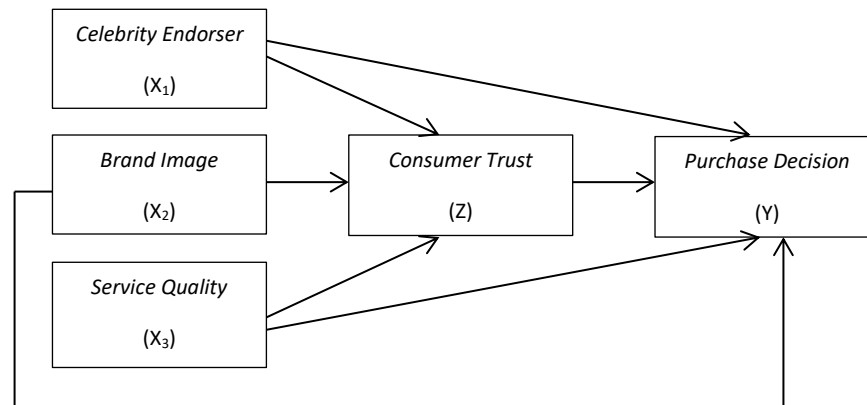 Celebrity Endorser
(X₁)
Brand Image
(X₂)
Consumer Trust
(Z)
Purchase Decision
(Y)
Service Quality
(X₃)